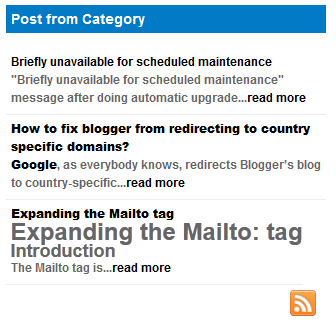 Post from Category
Briefly unavailable for scheduled maintenance
"Briefly unavailable for scheduled maintenance"
message after doing automatic upgrade...read more
How to fix blogger from redirecting to country
specific domains?
Google, as everybody knows, redirects Blogger's blog
to country-specific...read more
Expanding the Mailto tag
Expanding the Mailto: tag
Introduction
The Mailto tag is...read more